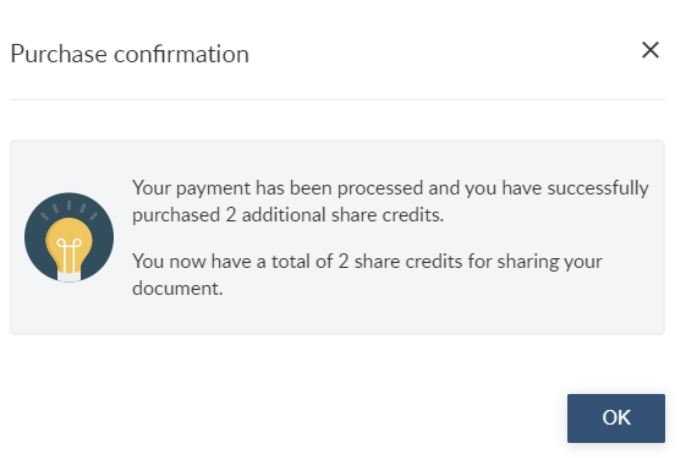 Purchase confirmation
Your payment has been processed and you have successfully
purchased 2 additional share credits.
You now have a total of 2 share credits for sharing your
document.
OK